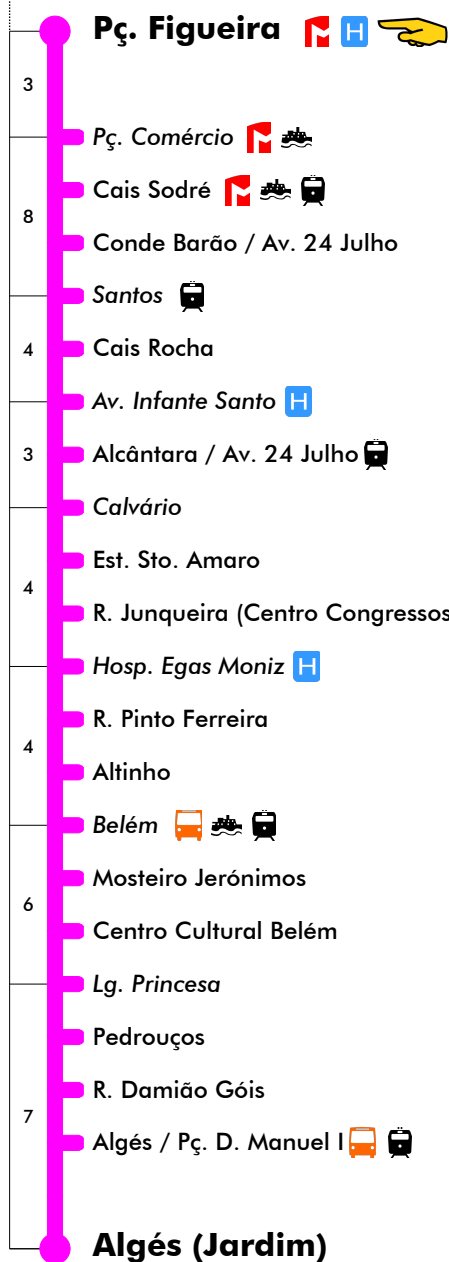 Pç. Figueira H
3
Pç. Comércio
Cais Sodré
8
Conde Barão / Av. 24 Julho
Santos
4
Cais Rocha
Av. Infante Santo H
3
Alcântara / Av. 24 Julho
Calvário
Est. Sto. Amaro
4
R. Junqueira (Centro Congressos
Hosp. Egas Moniz H
R. Pinto Ferreira
4
Altinho
Belém
Mosteiro Jerónimos
6
Centro Cultural Belém
Lg. Princesa
Pedrouços
R. Damião Góis
7
Algés / Pç. D. Manuel I
Algés (Jardim)